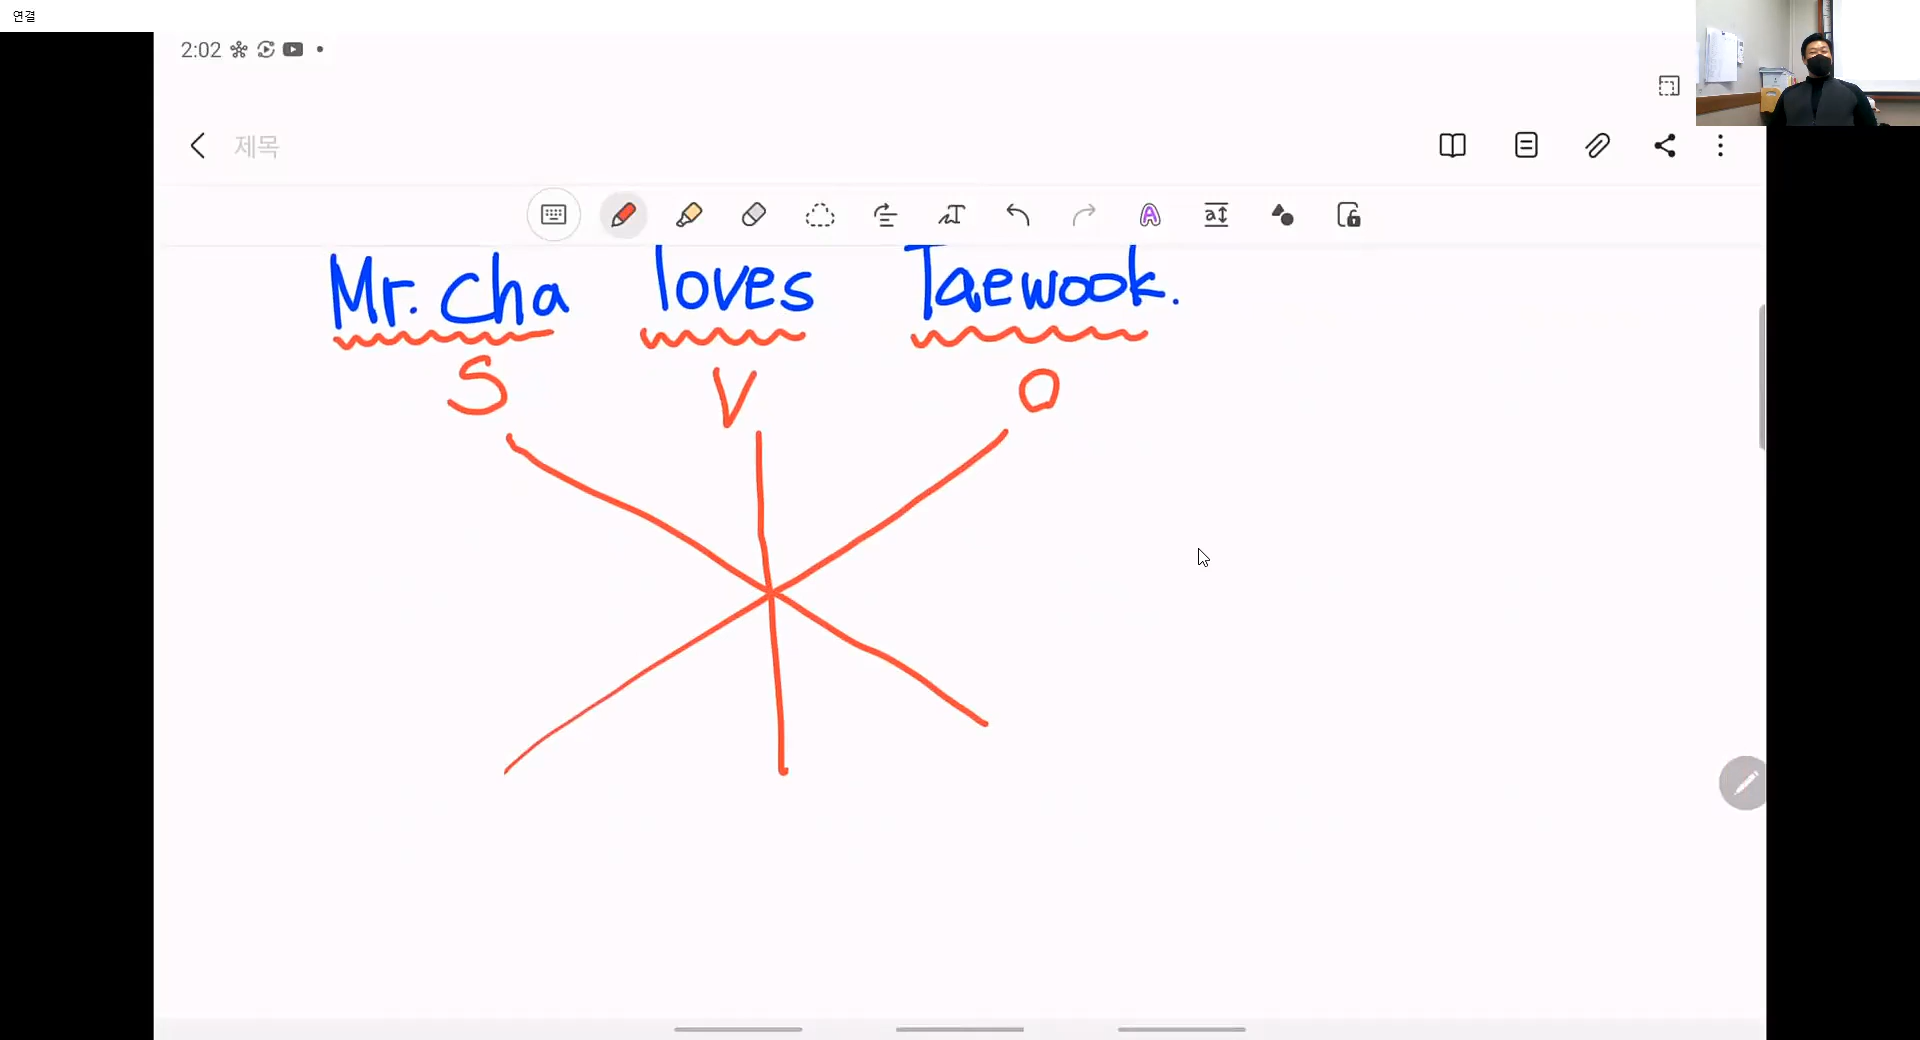 연결
2:02
제목
Mr. Cha loves Taewook.
S V O